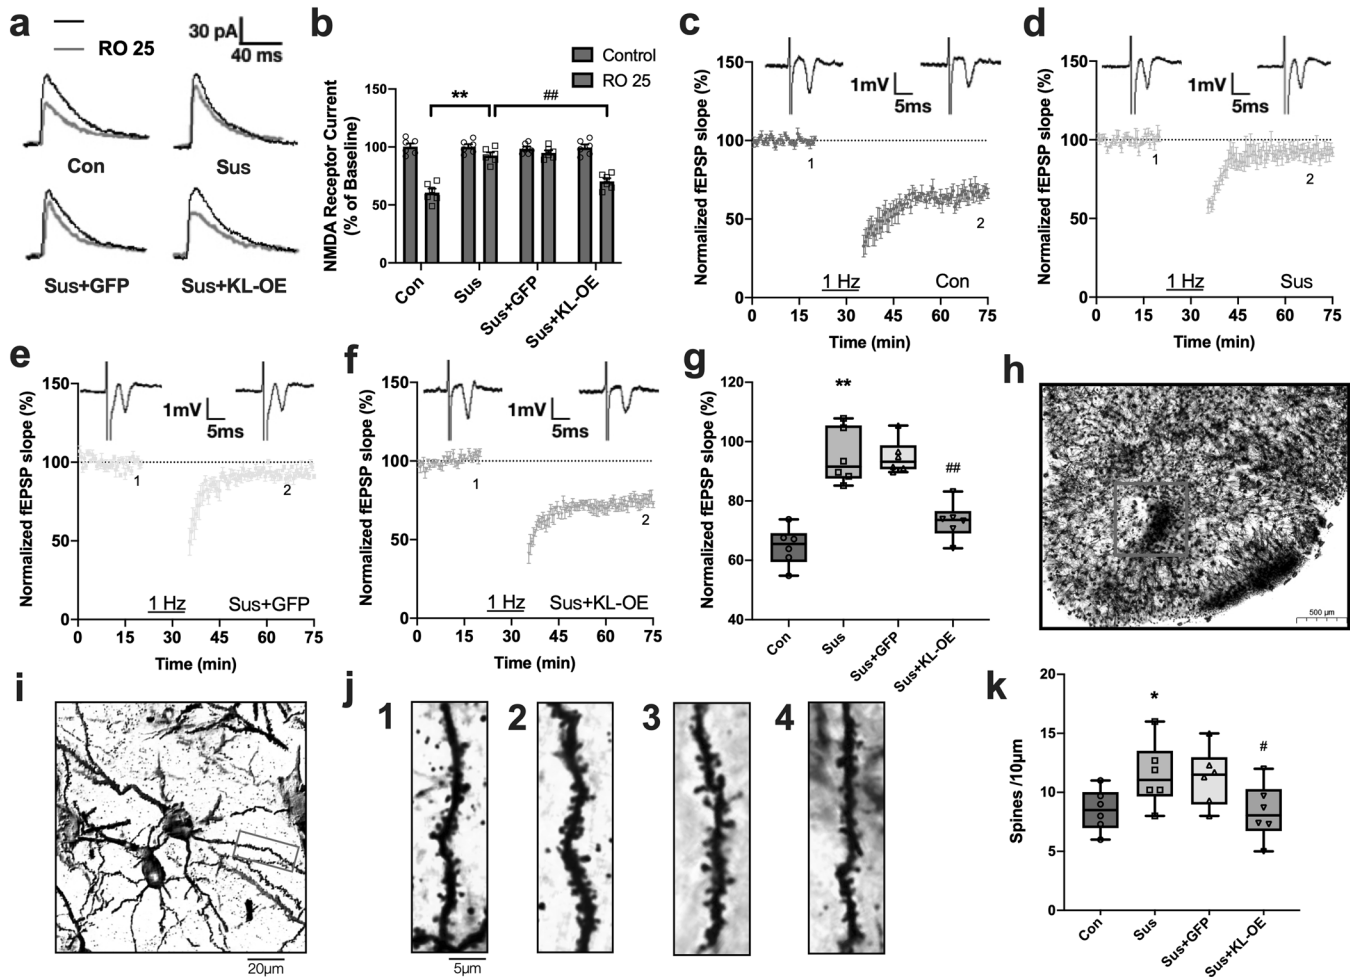 a
RO 25
30 pA
40 ms
Con
Sus
Sus+GFP
Sus+KL-OE
b
Control
RO 25
NMDA Receptor Current
(% of Baseline)
150
100
50
0
**
##
Con
Sus
Sus+GFP
Sus+KL-OE
c
Normalized fEPSP slope (%)
150
100
50
0
1mV
5ms
1
2
1 Hz
Con
0 15 30 45 60 75
Time (min)
d
Normalized fEPSP slope (%)
150
100
50
0
1mV
5ms
1
2
1 Hz
Sus
0 15 30 45 60 75
Time (min)
e
Normalized fEPSP slope (%)
150
100
50
0
1mV
5ms
1
2
1 Hz
Sus+GFP
0 15 30 45 60 75
Time (min)
f
Normalized fEPSP slope (%)
150
100
50
0
1mV
5ms
1
2
1 Hz
Sus+KL-OE
0 15 30 45 60 75
Time (min)
g
Normalized fEPSP slope (%)
120
100
80
60
40
**
##
Con
Sus
Sus+GFP
Sus+KL-OE
h
500 µm
i
20µm
j
1
2
3
4
5µm
k
Spines /10µm
20
15
10
5
0
*
#
Con
Sus
Sus+GFP
Sus+KL-OE